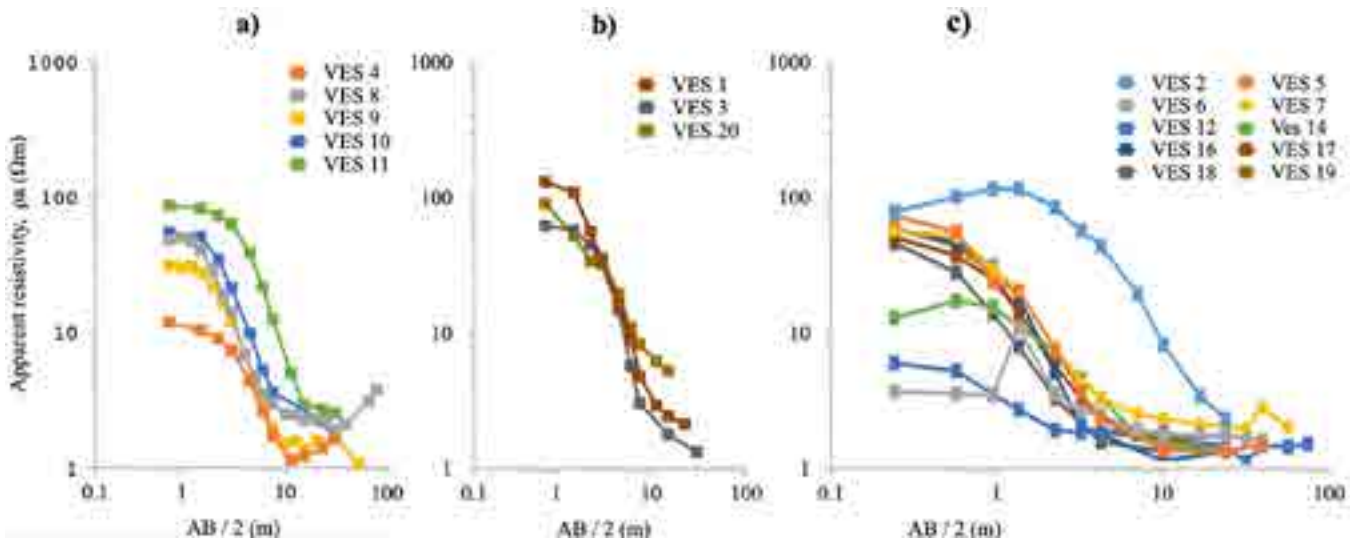 a)
1000
100
10
1
0.1
1
10
100
Apparent resistivity, ρa (Ωm)
AB / 2 (m)
VES 4
VES 8
VES 9
VES 10
VES 11
b)
1000
100
10
1
0.1
1
10
100
AB / 2 (m)
VES 1
VES 3
VES 20
c)
1000
100
10
1
0.1
1
10
100
AB / 2 (m)
VES 2
VES 6
VES 12
VES 16
VES 18
VES 5
VES 7
Ves 14
VES 17
VES 19